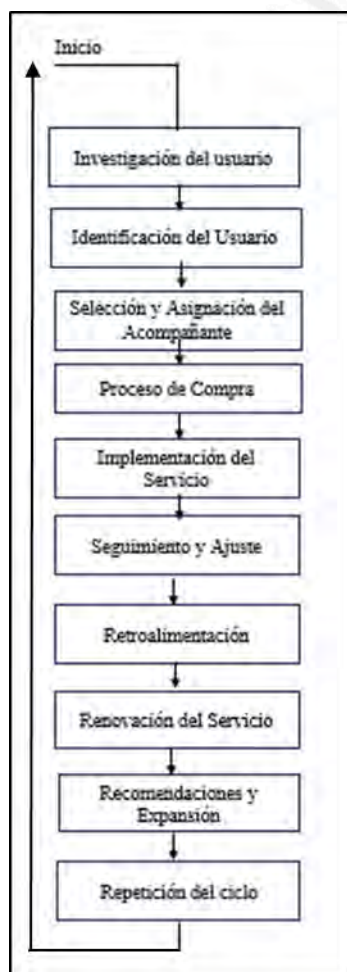 Inicio
Investigación del usuario
Identificación del Usuario
Selección y Asignación del
Acompañante
Proceso de Compra
Implementación del
Servicio
Seguimiento y Ajuste
Retroalimentación
Renovación del Servicio
Recomendaciones y
Expansión
Repetición del ciclo